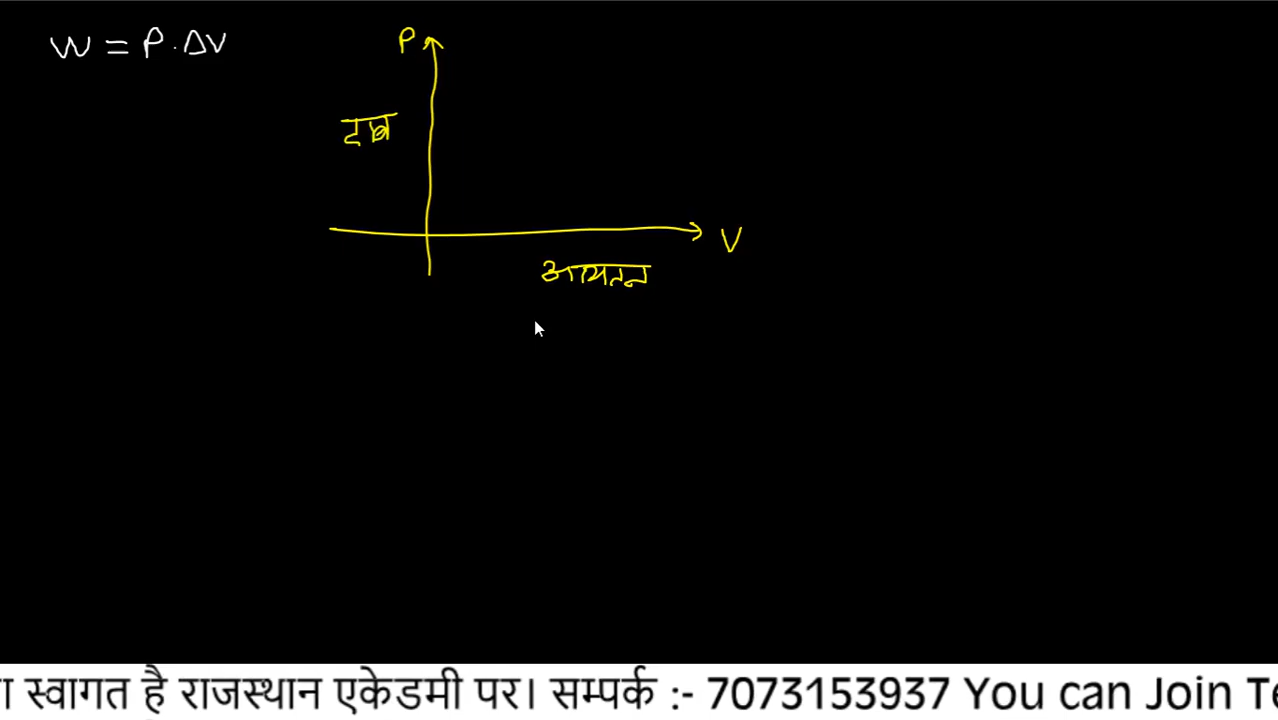 W = P. ΔV
P
दाब
V
आयतन
ा स्वागत है राजस्थान एकेडमी पर। सम्पर्क :- 7073153937 You can Join Te